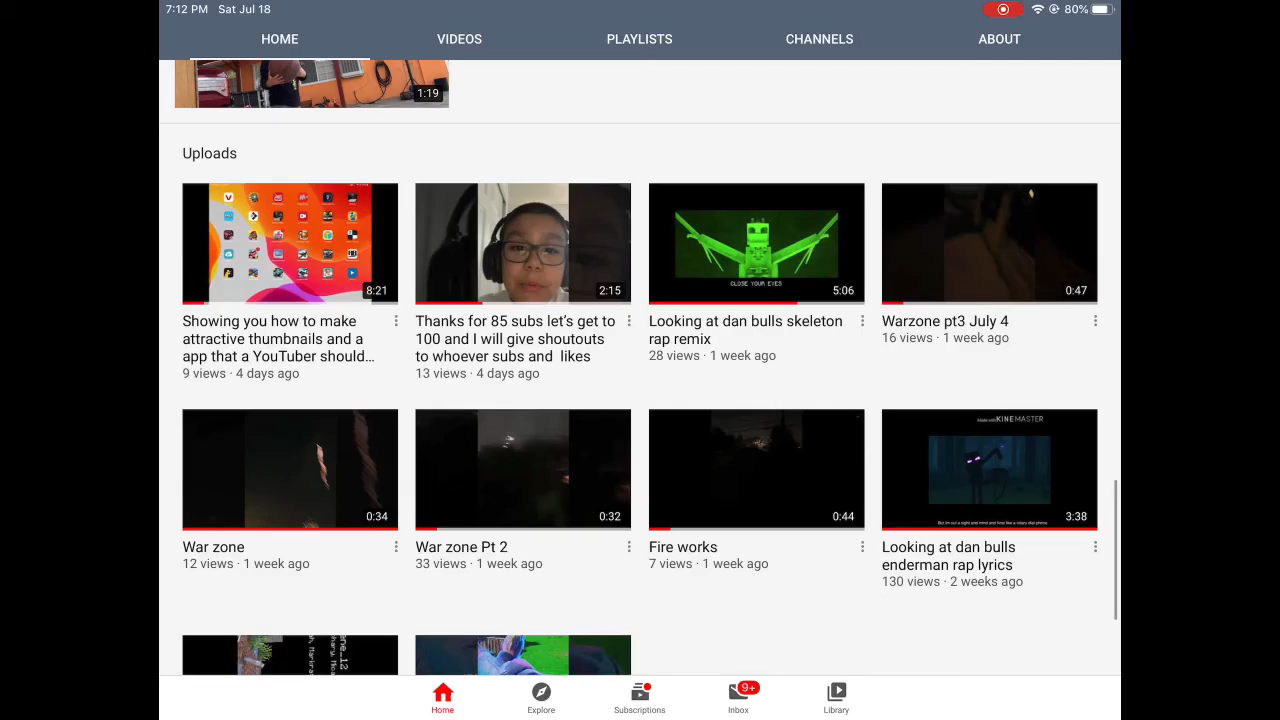 7:12 PM Sat Jul 18
80%
HOME VIDEOS PLAYLISTS CHANNELS ABOUT
1:19
Uploads
8:21
2:15
CLOSE YOUR EYES
5:06
0:47
Showing you how to make
attractive thumbnails and a
app that a YouTuber should...
9 views · 4 days ago
Thanks for 85 subs let's get to
100 and I will give shoutouts
to whoever subs and likes
13 views · 4 days ago
Looking at dan bulls skeleton
rap remix
28 views · 1 week ago
Warzone pt3 July 4
16 views · 1 week ago
0:34
0:32
0:44
Made with KINEMASTER
3:38
War zone
12 views · 1 week ago
War zone Pt 2
33 views · 1 week ago
Fire works
7 views · 1 week ago
Looking at dan bulls
enderman rap lyrics
130 views · 2 weeks ago
9+
Home Explore Subscriptions Inbox Library